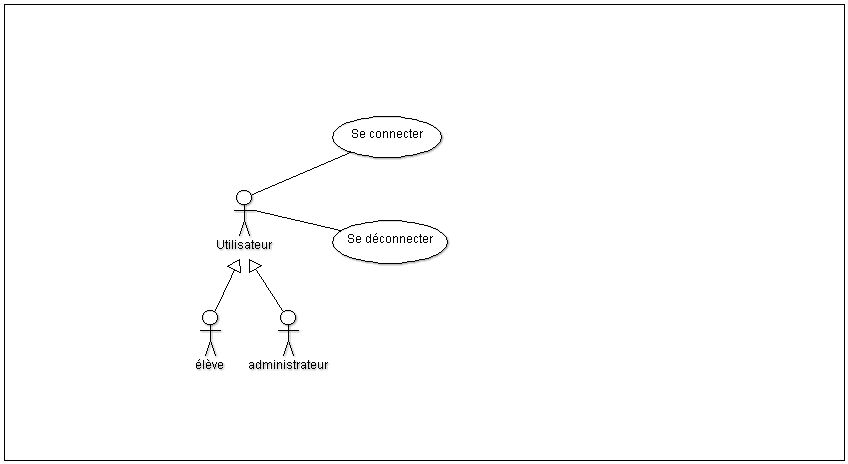 Se connecter
Se déconnecter
Utilisateur
élève
administrateur